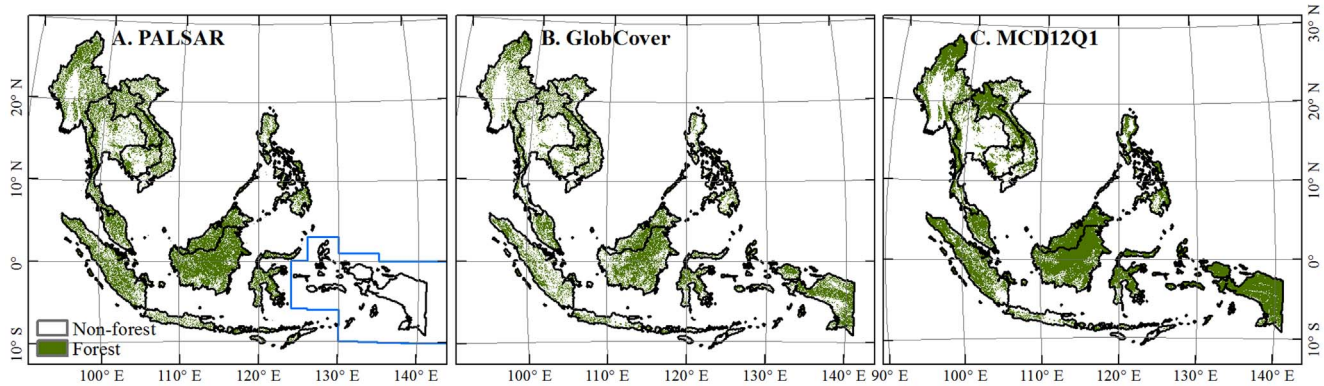 A. PALSAR
B. GlobCover
C. MCD12Q1
30° N
20° N
20° N
10° N
10° N
0°
0°
Non-forest
Forest
10° S
10° S
100° E
110° E
120° E
130° E
140° E
100° E
110° E
120° E
130° E
140° E
90° E
100° E
110° E
120° E
130° E
140° E